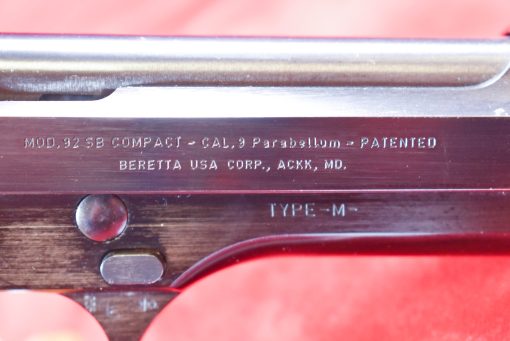 MOD. 92 SB COMPACT - CAL. 9 Parabellum - PATENTED
BERETTA USA CORP., ACKK, MD.
TYPE-M-